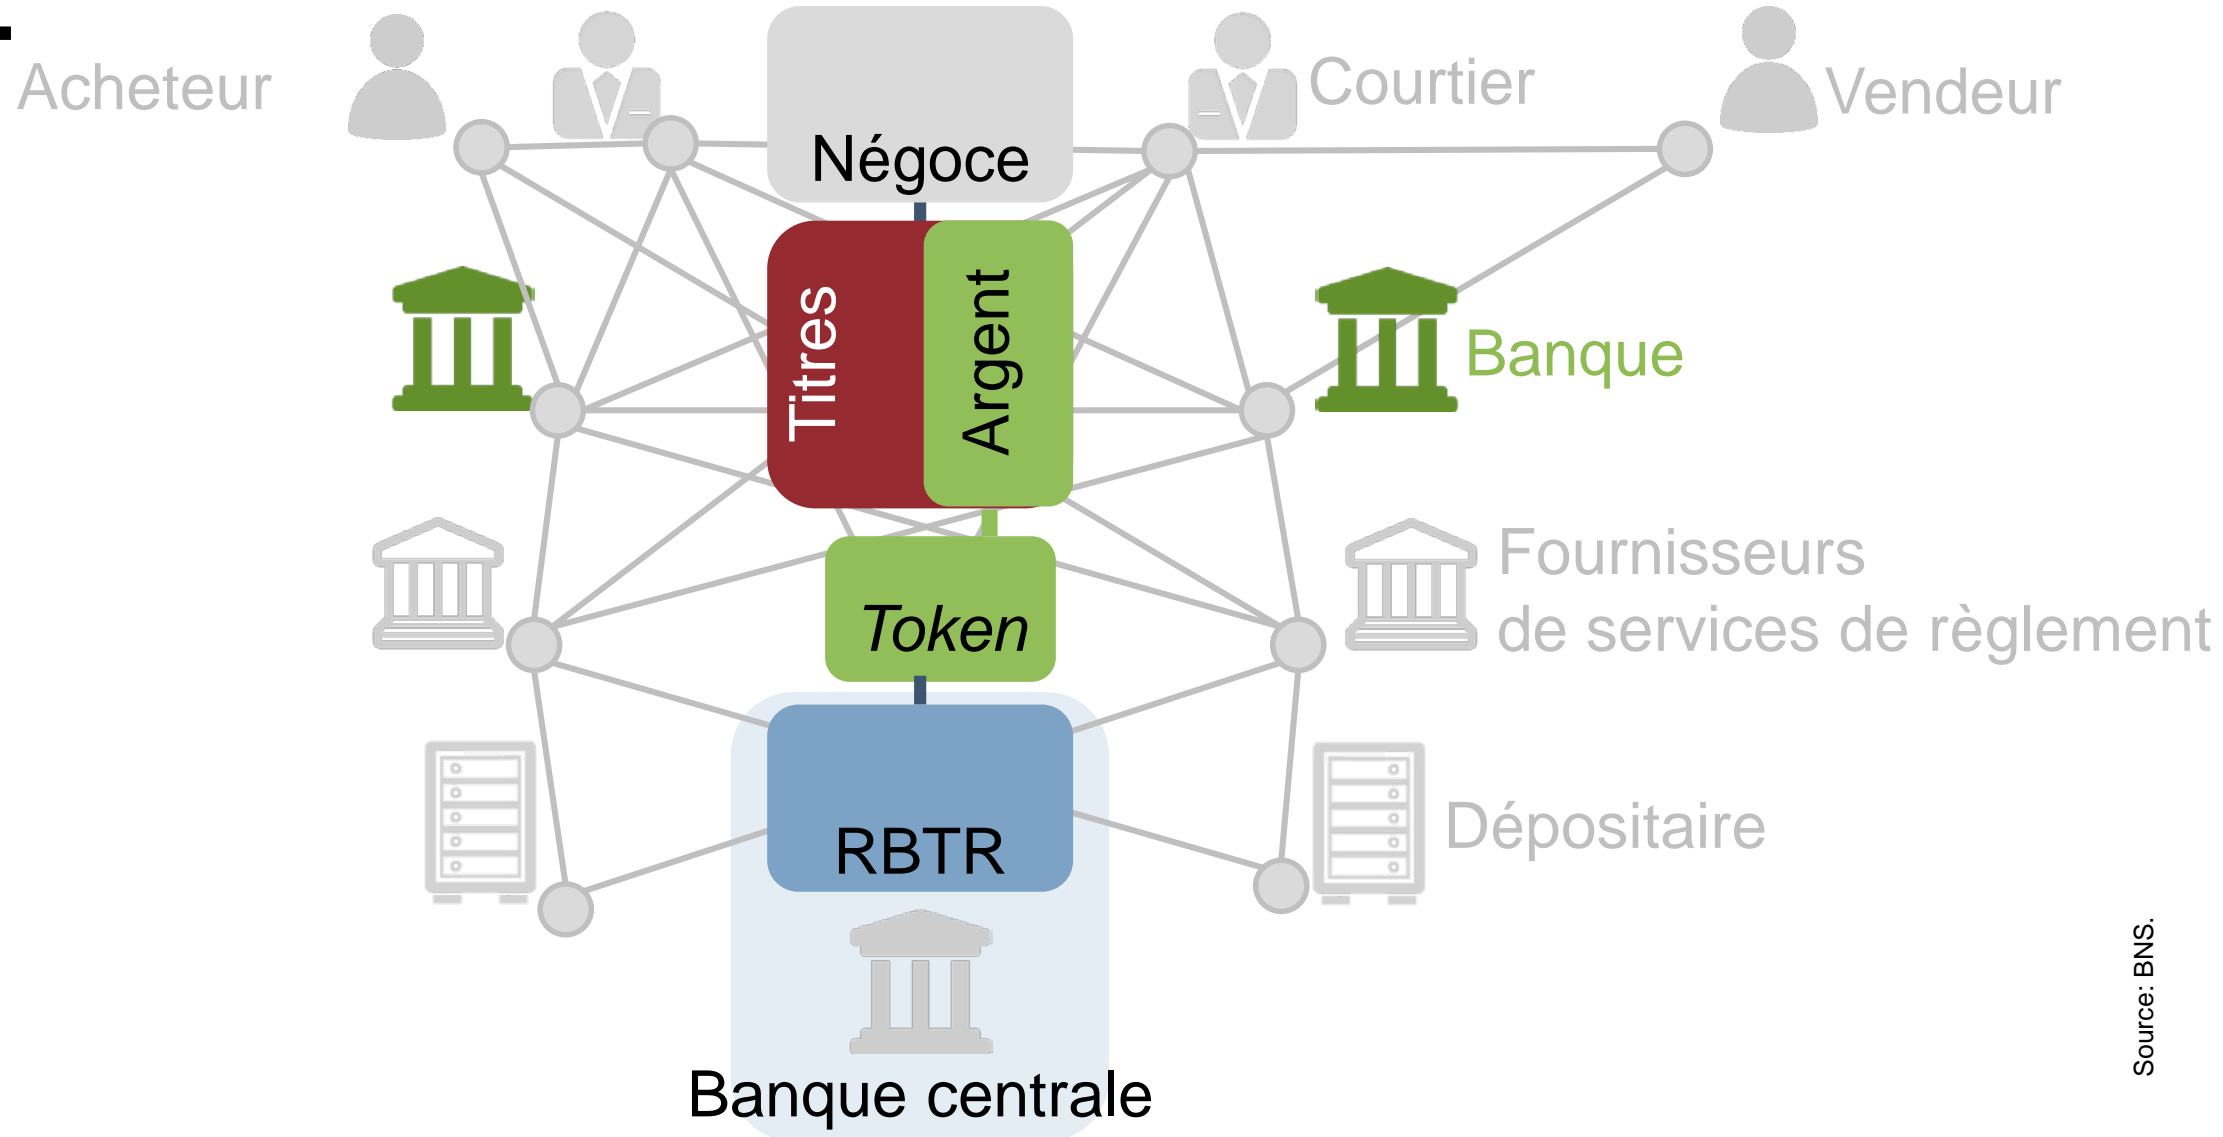 Acheteur
Courtier
Vendeur
Négoce
Titres
Argent
Banque
Token
Fournisseurs
de services de règlement
RBTR
Dépositaire
Banque centrale
Source: BNS.